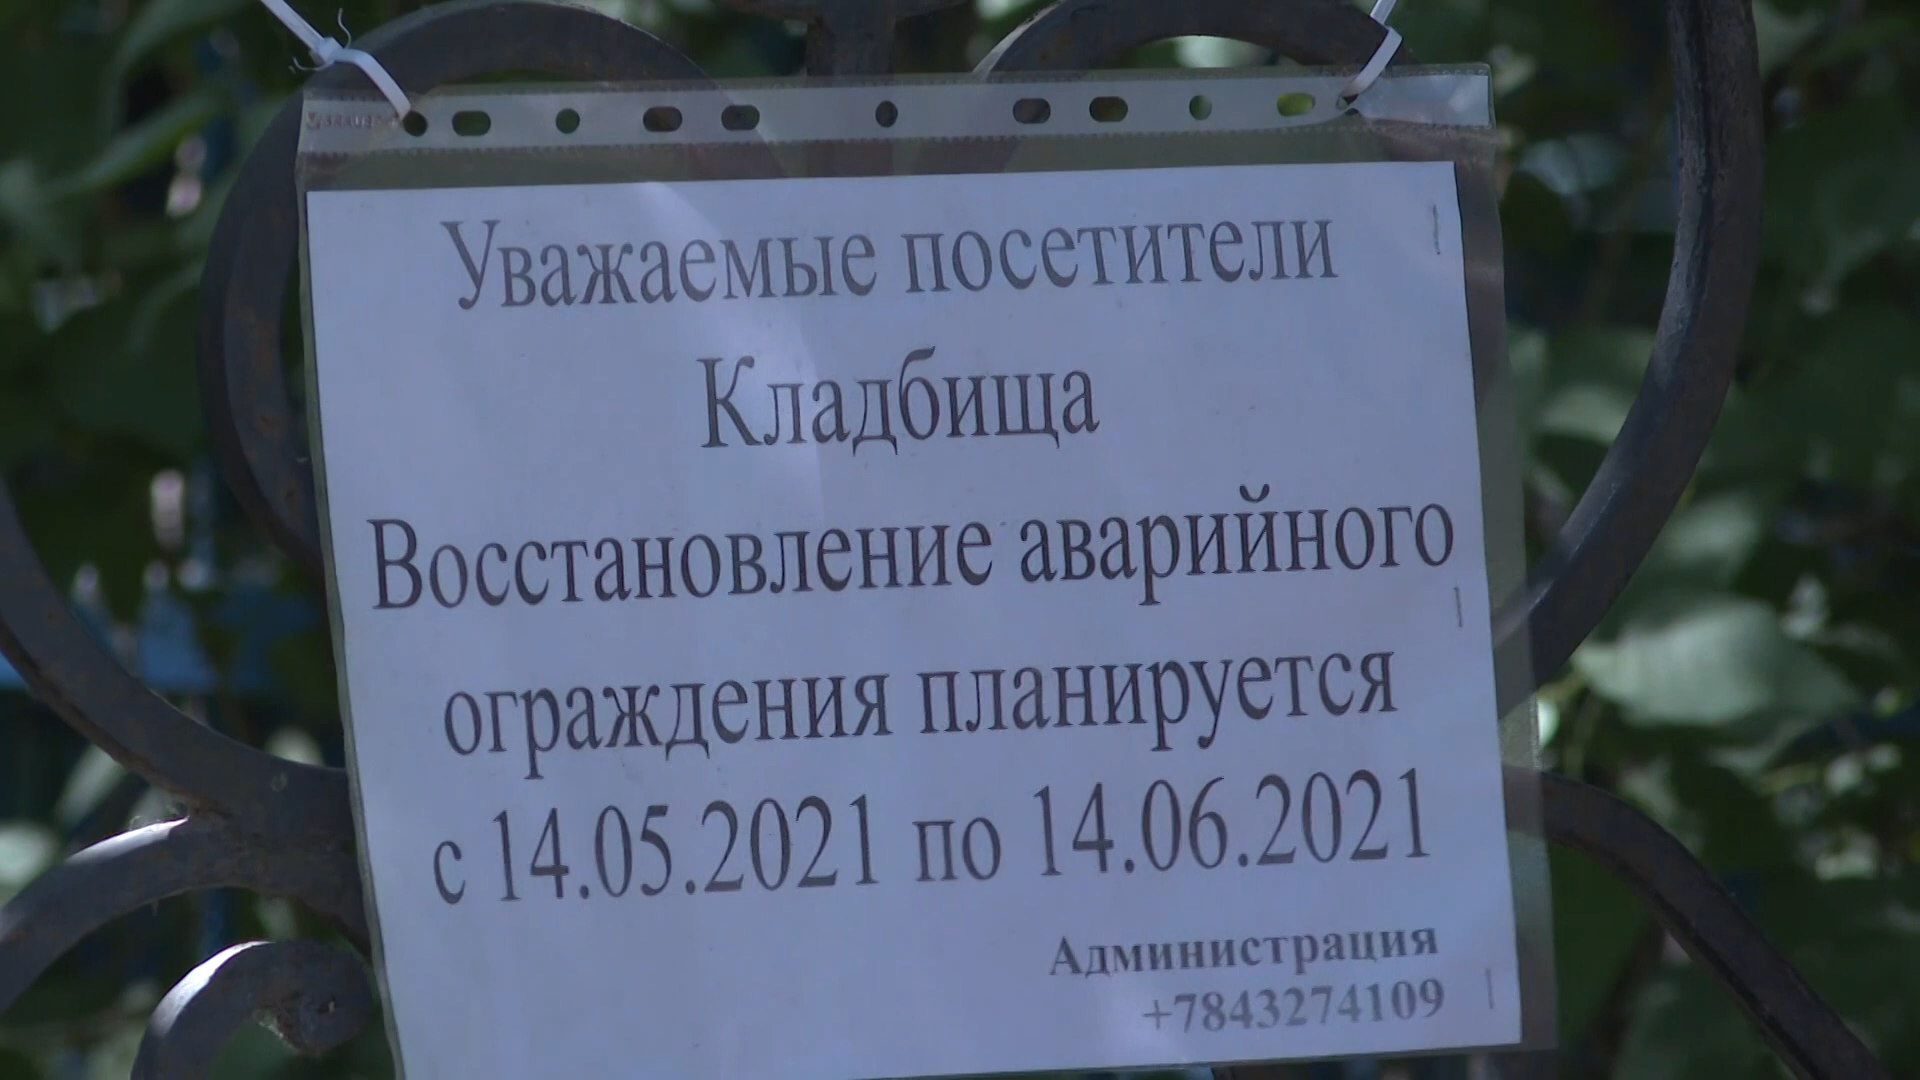 Уважаемые посетители
Кладбища
Восстановление аварийного
ограждения планируется
с 14.05.2021 по 14.06.2021
Администрация
+7843274109